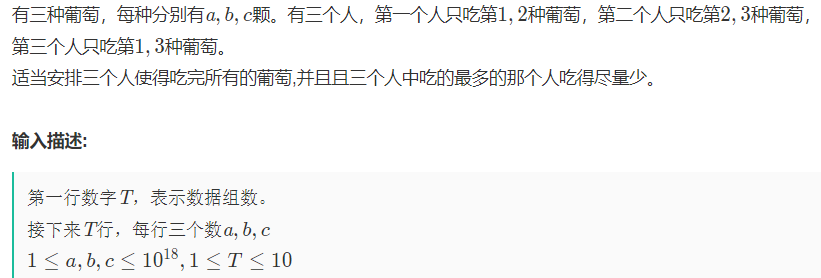 有三种葡萄，每种分别有a, b, c颗。有三个人，第一个人只吃第1, 2种葡萄，第二个人只吃第2, 3种葡萄，
第三个人只吃第1, 3种葡萄。
适当安排三个人使得吃完所有的葡萄,并且且三个人中吃的最多的那个人吃得尽量少。
输入描述:
第一行数字T，表示数据组数。
接下来T行，每行三个数a, b, c
1 ≤ a, b, c ≤ 10^18, 1 ≤ T ≤ 10